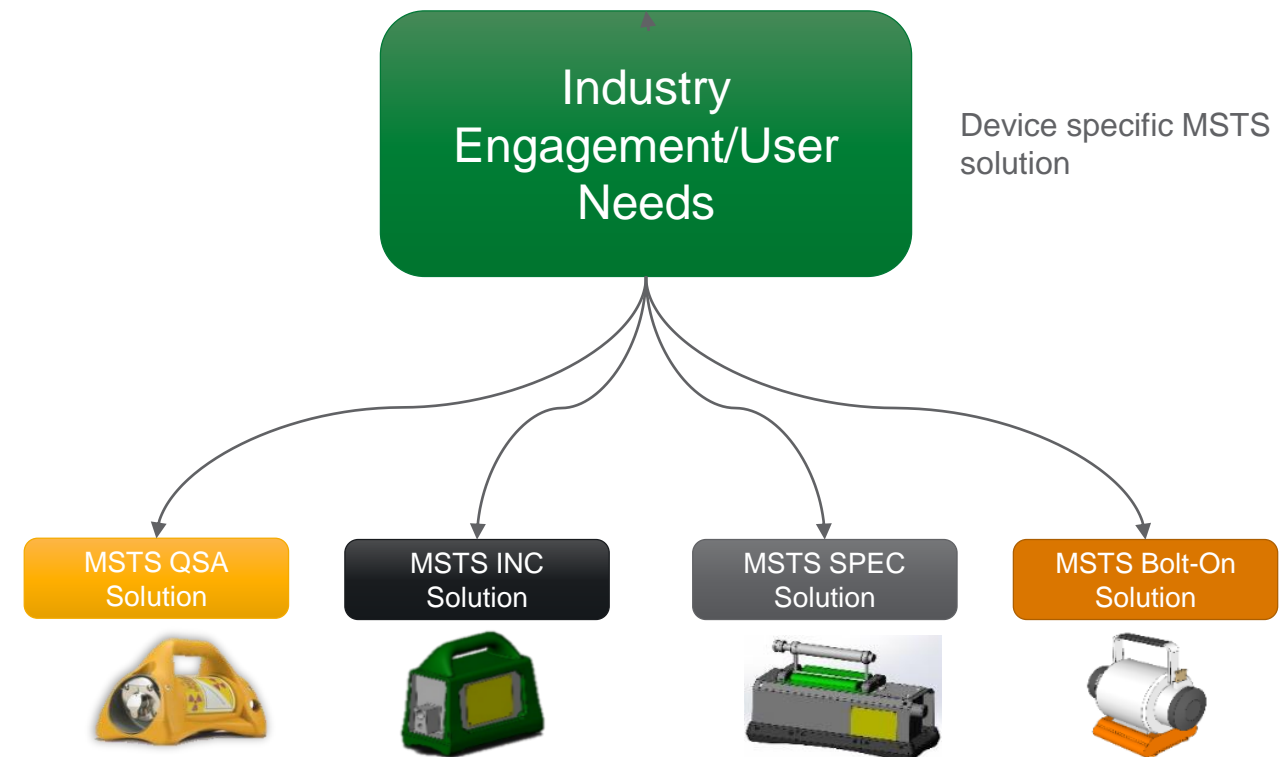 Industry
Engagement/User
Needs
Device specific MSTS
solution
MSTS QSA
Solution
MSTS INC
Solution
MSTS SPEC
Solution
MSTS Bolt-On
Solution